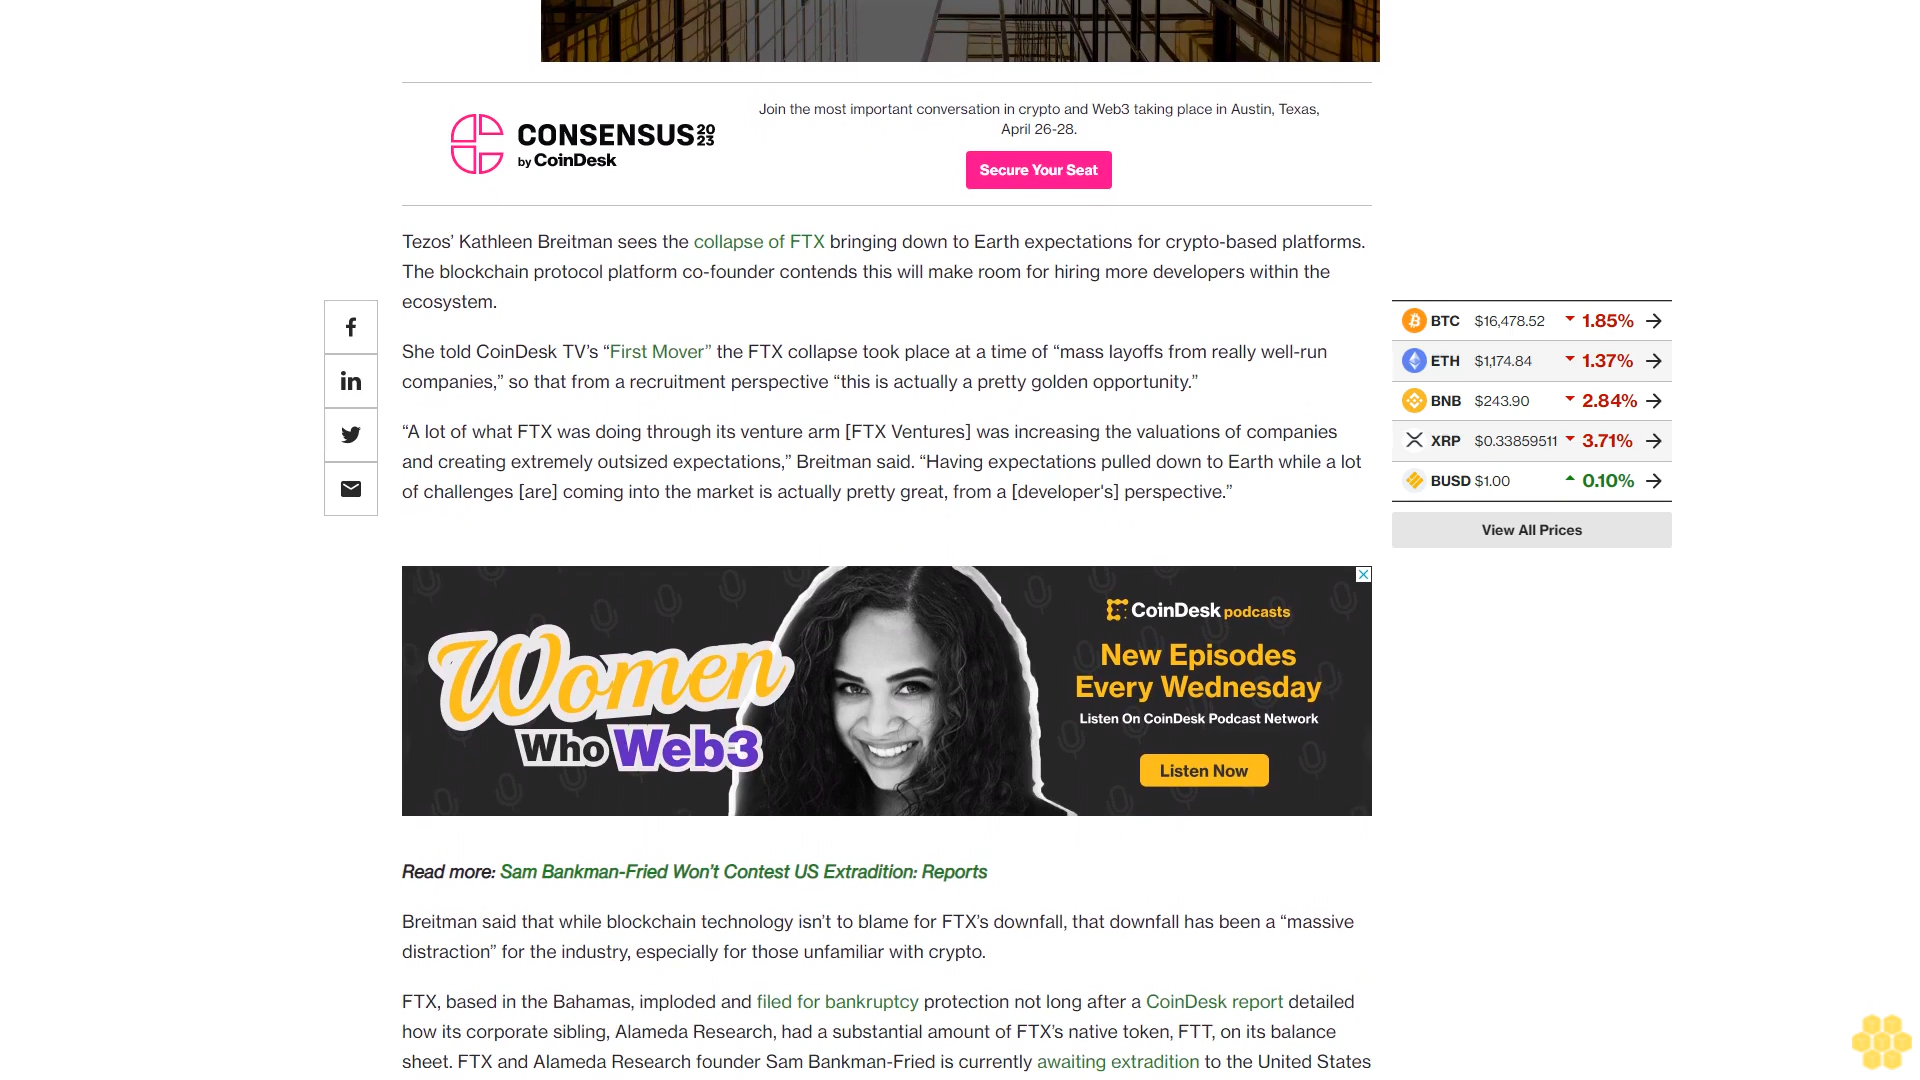 CONSENSUS 2023
by CoinDesk
Join the most important conversation in crypto and Web3 taking place in Austin, Texas,
April 26-28.
Secure Your Seat
Tezos’ Kathleen Breitman sees the collapse of FTX bringing down to Earth expectations for crypto-based platforms.
The blockchain protocol platform co-founder contends this will make room for hiring more developers within the
ecosystem.
She told CoinDesk TV’s “First Mover” the FTX collapse took place at a time of “mass layoffs from really well-run
companies,” so that from a recruitment perspective “this is actually a pretty golden opportunity.”
“A lot of what FTX was doing through its venture arm [FTX Ventures] was increasing the valuations of companies
and creating extremely outsized expectations,” Breitman said. “Having expectations pulled down to Earth while a lot
of challenges [are] coming into the market is actually pretty great, from a [developer's] perspective.”
BTC $16,478.52 1.85%
ETH $1,174.84 1.37%
BNB $243.90 2.84%
XRP $0.33859511 3.71%
BUSD $1.00 0.10%
View All Prices
Women
Who Web3
CoinDesk podcasts
New Episodes
Every Wednesday
Listen On CoinDesk Podcast Network
Listen Now
Read more: Sam Bankman-Fried Won’t Contest US Extradition: Reports
Breitman said that while blockchain technology isn’t to blame for FTX’s downfall, that downfall has been a “massive
distraction” for the industry, especially for those unfamiliar with crypto.
FTX, based in the Bahamas, imploded and filed for bankruptcy protection not long after a CoinDesk report detailed
how its corporate sibling, Alameda Research, had a substantial amount of FTX’s native token, FTT, on its balance
sheet. FTX and Alameda Research founder Sam Bankman-Fried is currently awaiting extradition to the United States